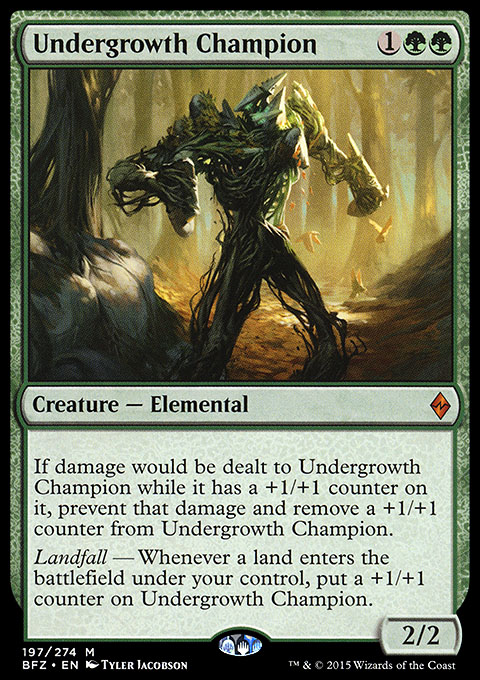 Undergrowth Champion 1
Creature — Elemental
If damage would be dealt to Undergrowth
Champion while it has a +1/+1 counter on
it, prevent that damage and remove a +1/+1
counter from Undergrowth Champion.
Landfall — Whenever a land enters the
battlefield under your control, put a +1/+1
counter on Undergrowth Champion.
2/2
197/274 M
BFZ • EN Tyler Jacobson
™ & © 2015 Wizards of the Coast